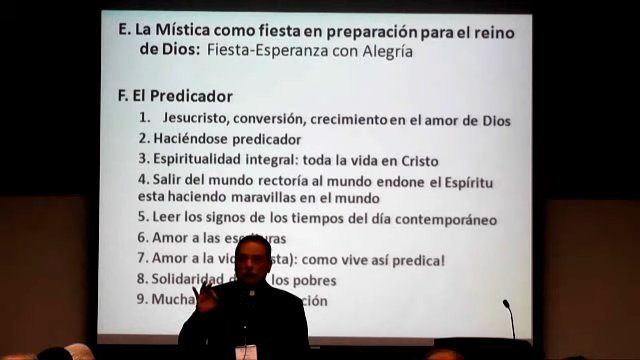 E. La Mística como fiesta en preparación para el reino
de Dios: Fiesta-Esperanza con Alegría
F. El Predicador
1. Jesucristo, conversión, crecimiento en el amor de Dios
2. Haciéndose predicador
3. Espiritualidad integral: toda la vida en Cristo
4. Salir del mundo rectoría al mundo endone el Espíritu
esta haciendo maravillas en el mundo
5. Leer los signos de los tiempos del día contemporáneo
6. Amor a las
7. Amor a la como vive así predica!
8. Solidaridad los pobres
9.